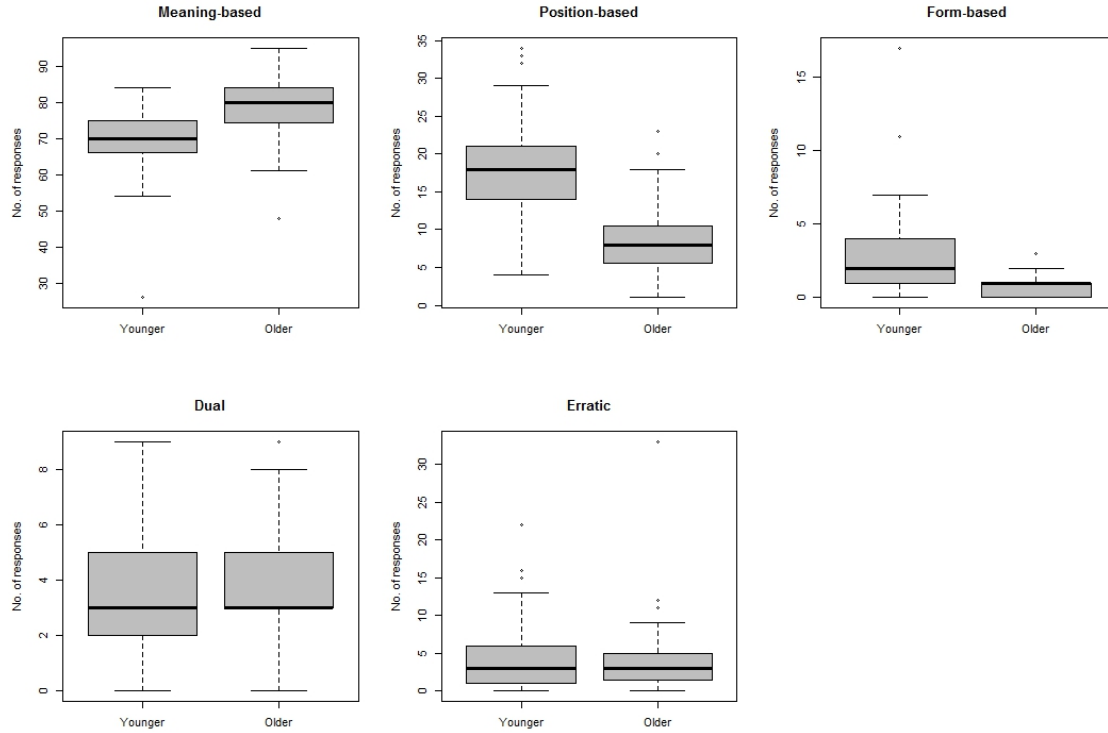 Meaning-based
No. of responses
90
80
70
60
50
40
30
Younger Older
Position-based
No. of responses
35
30
25
20
15
10
5
0
Younger Older
Form-based
No. of responses
15
10
5
0
Younger Older
Dual
No. of responses
8
6
4
2
0
Younger Older
Erratic
No. of responses
30
25
20
15
10
5
0
Younger Older